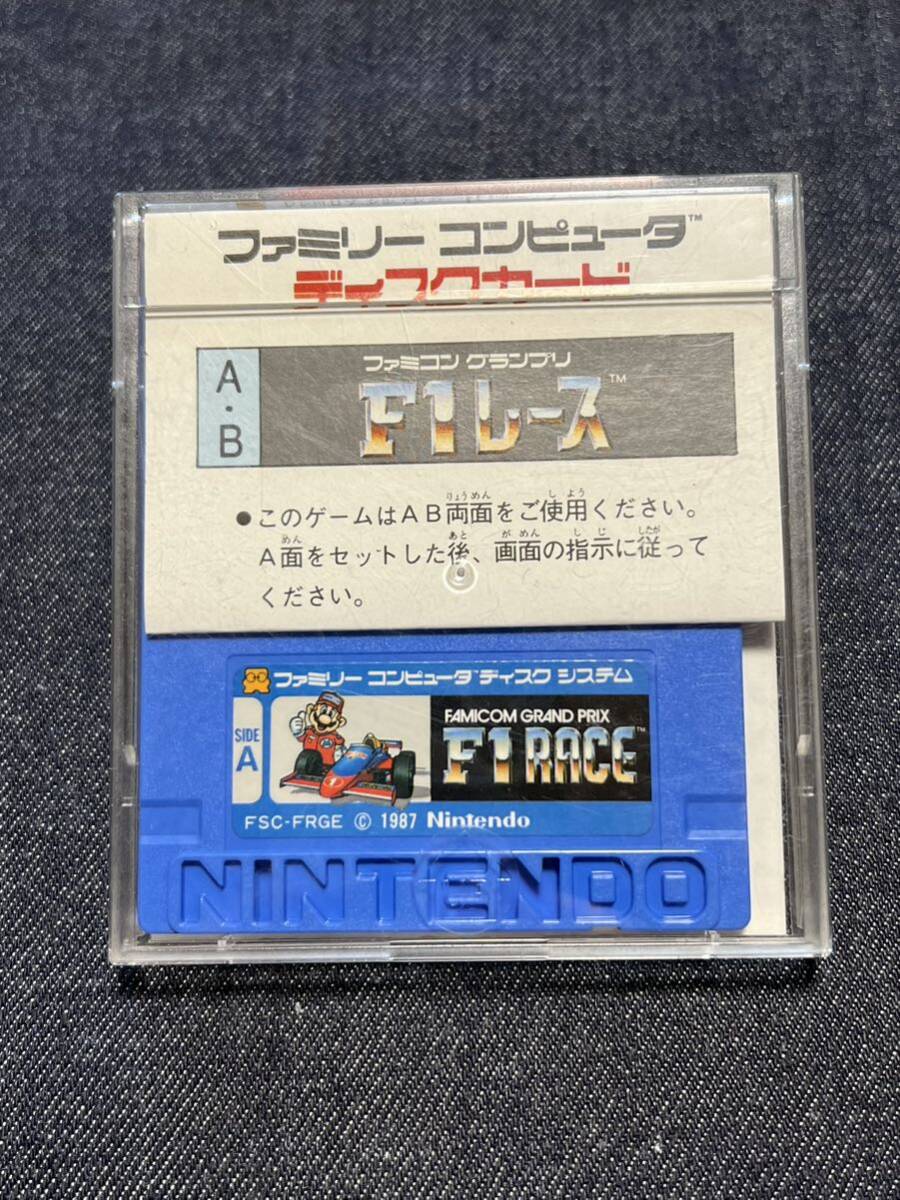 ファミリー コンピュータ™
ディスクカード
A・B
ファミコン グランプリ
F1レース™
●このゲームはAB両面をご使用ください。
A面をセットした後、画面の指示に従って
ください。
ファミリー コンピュータ ディスク システム
SIDE
A
FAMICOM GRAND PRIX
F1 RACE™
FSC-FRGE © 1987 Nintendo
NINTENDO